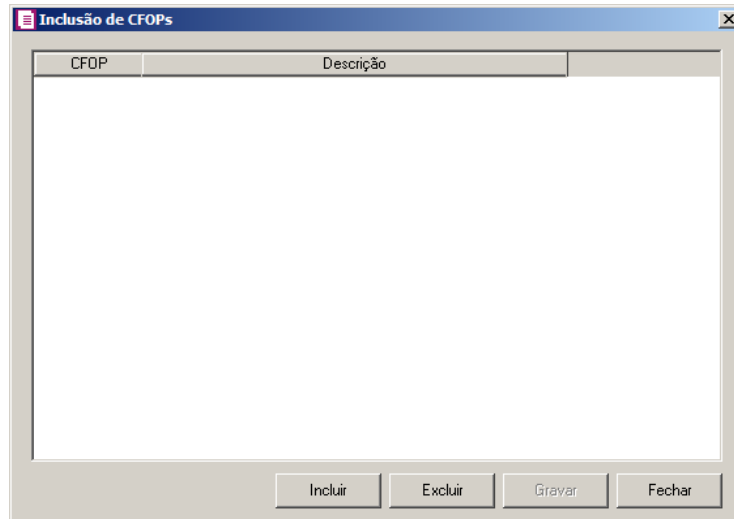 Inclusão de CFOPs
CFOP Descrição
Incluir Excluir Gravar Fechar